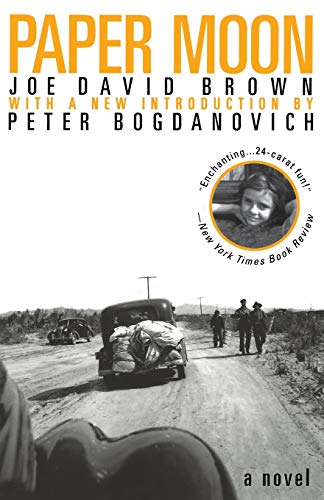 PAPER MOON
JOE DAVID BROWN
WITH A NEW INTRODUCTION BY
PETER BOGDANOVICH
"Enchanting...24-carat fun!"
—New York Times Book Review
a novel